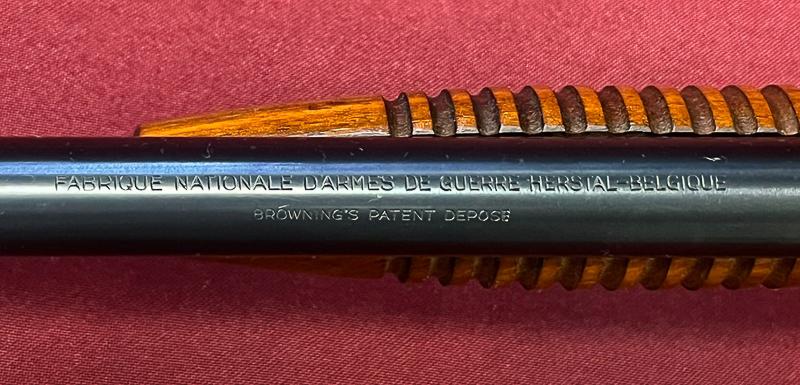 FABRIQUE NATIONALE D'ARMES DE GUERRE HERSTAL-BELGIQUE
BROWNING'S PATENT DEPOSE